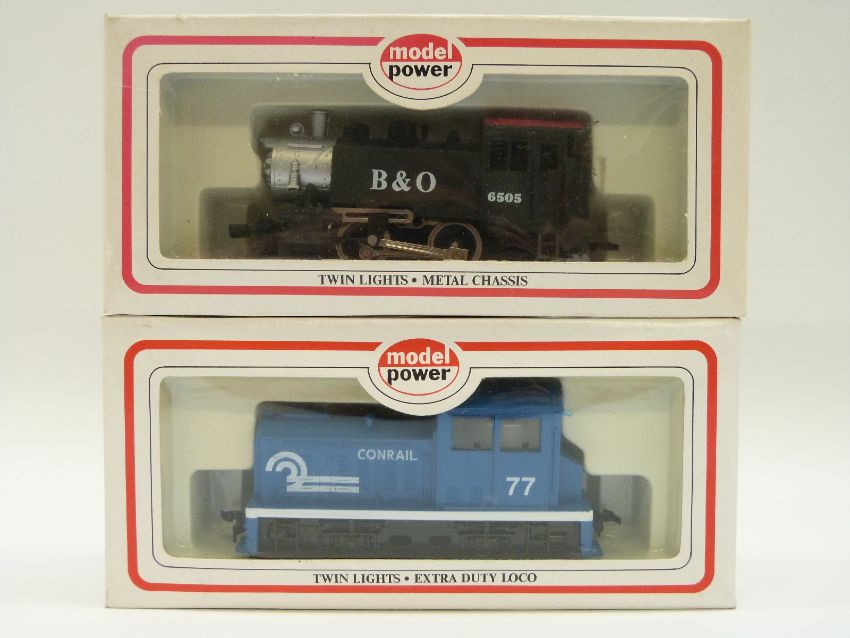 model
power
B & O
6505
TWIN LIGHTS • METAL CHASSIS
model
power
CONRAIL
77
TWIN LIGHTS • EXTRA DUTY LOCO